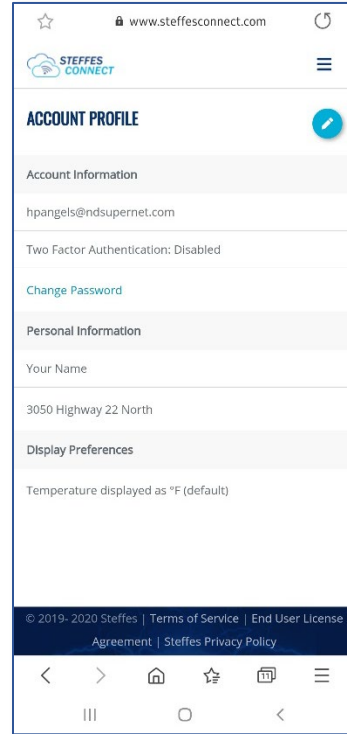 www.steffesconnect.com
STEFFES
CONNECT
ACCOUNT PROFILE
Account Information
hpangels@ndsupernet.com
Two Factor Authentication: Disabled
Change Password
Personal Information
Your Name
3050 Highway 22 North
Display Preferences
Temperature displayed as °F (default)
© 2019- 2020 Steffes | Terms of Service | End User License
Agreement | Steffes Privacy Policy
11